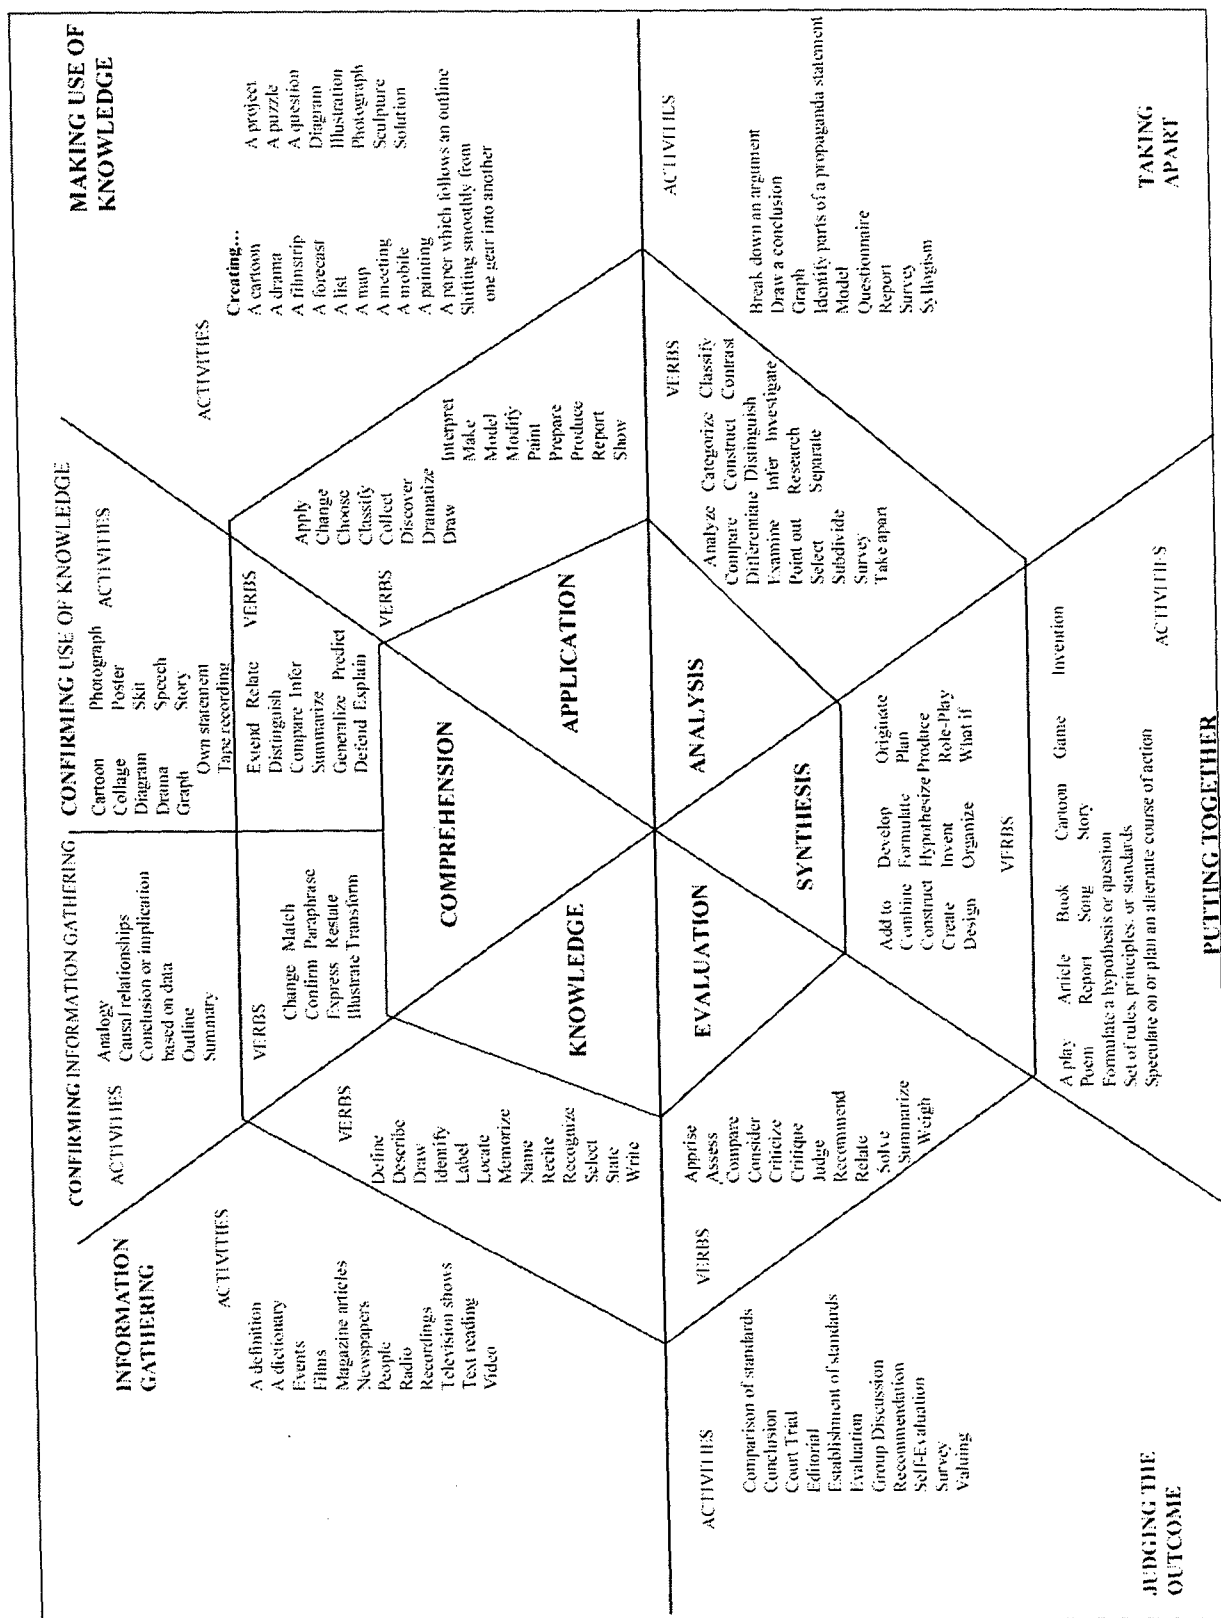 INFORMATION
GATHERING
ACTIVITIES
A definition
A dictionary
Events
Films
Magazine articles
Newspapers
People
Radio
Recordings
Television shows
Text reading
Video
VERBS
Define
Describe
Draw
Identify
Label
Locate
Memorize
Name
Recite
Recognize
Select
State
Write
KNOWLEDGE
CONFIRMING INFORMATION GATHERING
ACTIVITIES
Analogy
Causal relationships
Conclusion or implication
based on data
Outline
Summary
VERBS
Change Match
Confirm Paraphrase
Express Restate
Illustrate Transform
COMPREHENSION
CONFIRMING USE OF KNOWLEDGE
Cartoon Photograph
Collage Poster
Diagram Skit
Drama Speech
Graph Story
Own statement
Tape recording
ACTIVITIES
Extend Relate
Distinguish
Compare Infer
Summarize
Generalize Predict
Defend Explain
VERBS
MAKING USE OF
KNOWLEDGE
ACTIVITIES
Creating...
A cartoon A project
A drama A puzzle
A filmstrip A question
A forecast Diagram
A list Illustration
A map Photograph
A meeting Sculpture
A mobile Solution
A painting
A paper which follows an outline
Shifting smoothly from
one gear into another
VERBS
Apply
Change
Choose
Classify
Collect
Discover
Dramatize
Draw
Interpret
Make
Model
Modify
Paint
Prepare
Produce
Report
Show
APPLICATION
ANALYSIS
VERBS
Analyze Categorize Classify
Compare Construct Contrast
Differentiate Distinguish
Examine Infer Investigate
Point out Research
Select Separate
Subdivide
Survey
Take apart
ACTIVITIES
Break down an argument
Draw a conclusion
Graph
Identify parts of a propaganda statement
Model
Questionnaire
Report
Survey
Syllogism
TAKING
APART
SYNTHESIS
Add to Develop Originate
Combine Formulate Plan
Construct Hypothesize Produce
Create Invent Role-Play
Design Organize What if
VERBS
A play Article Book Cartoon Game Invention
Poem Report Song Story
Formulate a hypothesis or question
Set of rules, principles, or standards
Speculate on or plan an alternate course of action
ACTIVITIES
PUTTING TOGETHER
EVALUATION
Apprise
Assess
Compare
Consider
Criticize
Critique
Judge
Recommend
Relate
Solve
Summarize
Weigh
VERBS
ACTIVITIES
Comparison of standards
Conclusion
Court Trial
Editorial
Establishment of standards
Evaluation
Group Discussion
Recommendation
Self-Evaluation
Survey
Valuing
JUDGING THE
OUTCOME